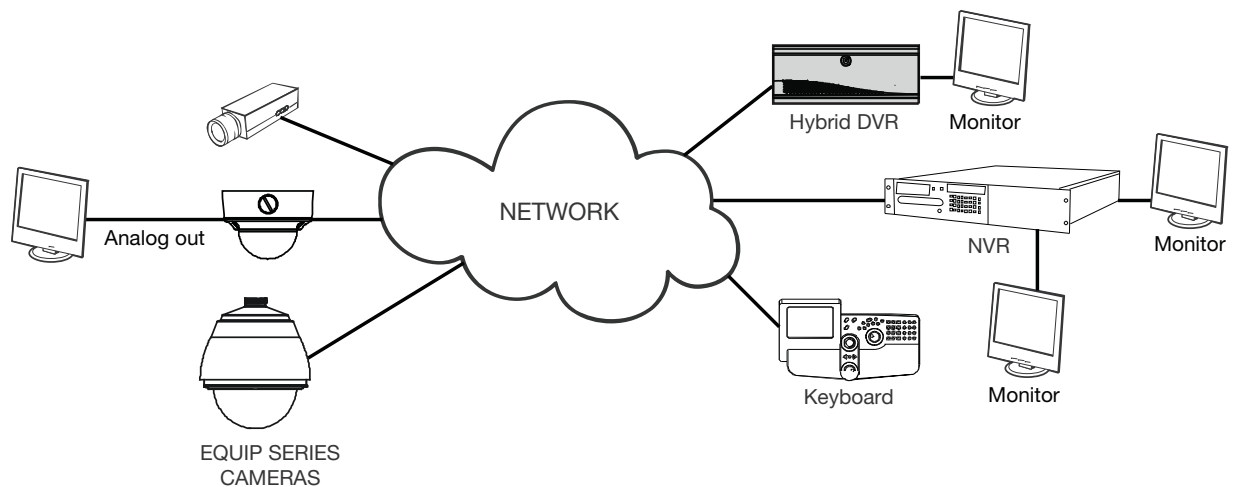 Hybrid DVR
Monitor
NETWORK
Analog out
NVR
Monitor
Keyboard
Monitor
EQUIP SERIES
CAMERAS